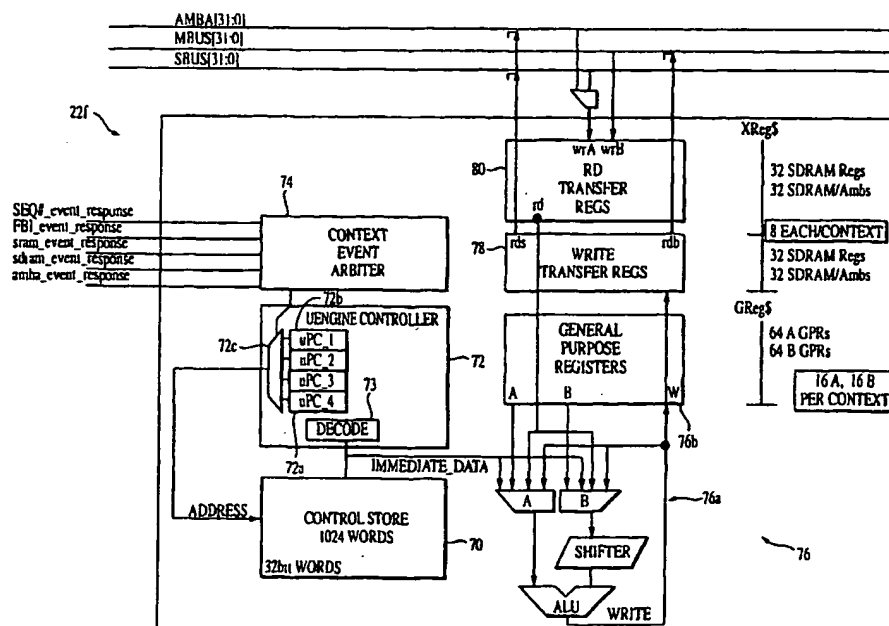 AMBA[31:0]
MBUS[31:0]
SBUS[31:0]
22f
XReg$
wrA wrB
80
RD
TRANSFER
REGS
rd
32 SDRAM Regs
32 SDRAM/Ambs
74
SEQ#_event_response
FBI_event_response
sram_event_response
sdram_event_response
amba_event_response
CONTEXT
EVENT
ARBITER
78
rds
rdb
WRITE
TRANSFER REGS
8 EACH/CONTEXT
32 SDRAM Regs
32 SDRAM/Ambs
GReg$
72b
UENGINE CONTROLLER
72c
uPC_1
uPC_2
uPC_3
uPC_4
72
73
DECODE
72a
GENERAL
PURPOSE
REGISTERS
A
B
W
64 A GPRs
64 B GPRs
16 A, 16 B
PER CONTEXT
76b
IMMEDIATE_DATA
ADDRESS
CONTROL STORE
1024 WORDS
32bit WORDS
70
A
B
76a
SHIFTER
76
ALU
WRITE